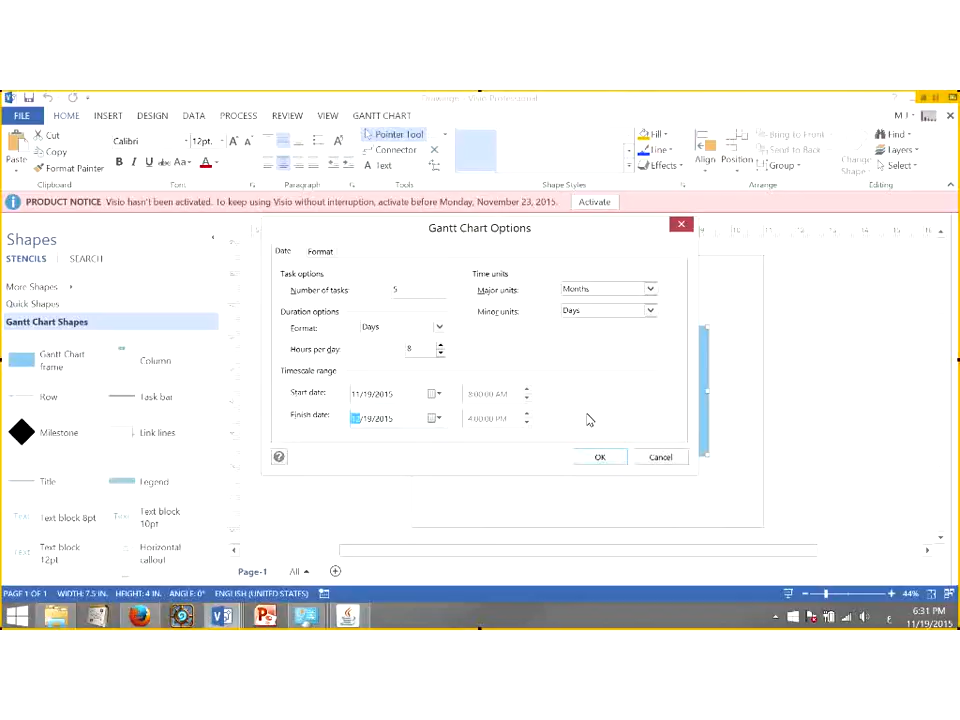 Drawing1 - Visio Professional
FILE HOME INSERT DESIGN DATA PROCESS REVIEW VIEW GANTT CHART
Paste
Cut
Copy
Format Painter
Clipboard
Calibri 12pt.
B I U abc Aa A
Font
Paragraph
Pointer Tool
Connector
Text
Tools
Shape Styles
Fill
Line
Effects
Align Position
Bring to Front
Send to Back
Group
Arrange
Change Shape
Find
Layers
Select
Editing
PRODUCT NOTICE Visio hasn't been activated. To keep using Visio without interruption, activate before Monday, November 23, 2015. Activate
Shapes
STENCILS SEARCH
More Shapes
Quick Shapes
Gantt Chart Shapes
Gantt Chart frame
Column
Row
Task bar
Milestone
Link lines
Title
Legend
Text block 8pt
Text block 10pt
Text block 12pt
Horizontal callout
Gantt Chart Options
Date Format
Task options
Number of tasks: 5
Duration options
Format: Days
Hours per day: 8
Time units
Major units: Months
Minor units: Days
Timescale range
Start date: 11/19/2015 8:00:00 AM
Finish date: /19/2015 4:00:00 PM
OK Cancel
9 10 11 12 13 14 15 16
Page-1 All
PAGE 1 OF 1 WIDTH: 7.5 IN. HEIGHT: 4 IN. ANGLE: 0° ENGLISH (UNITED STATES) 44%
6:31 PM
11/19/2015